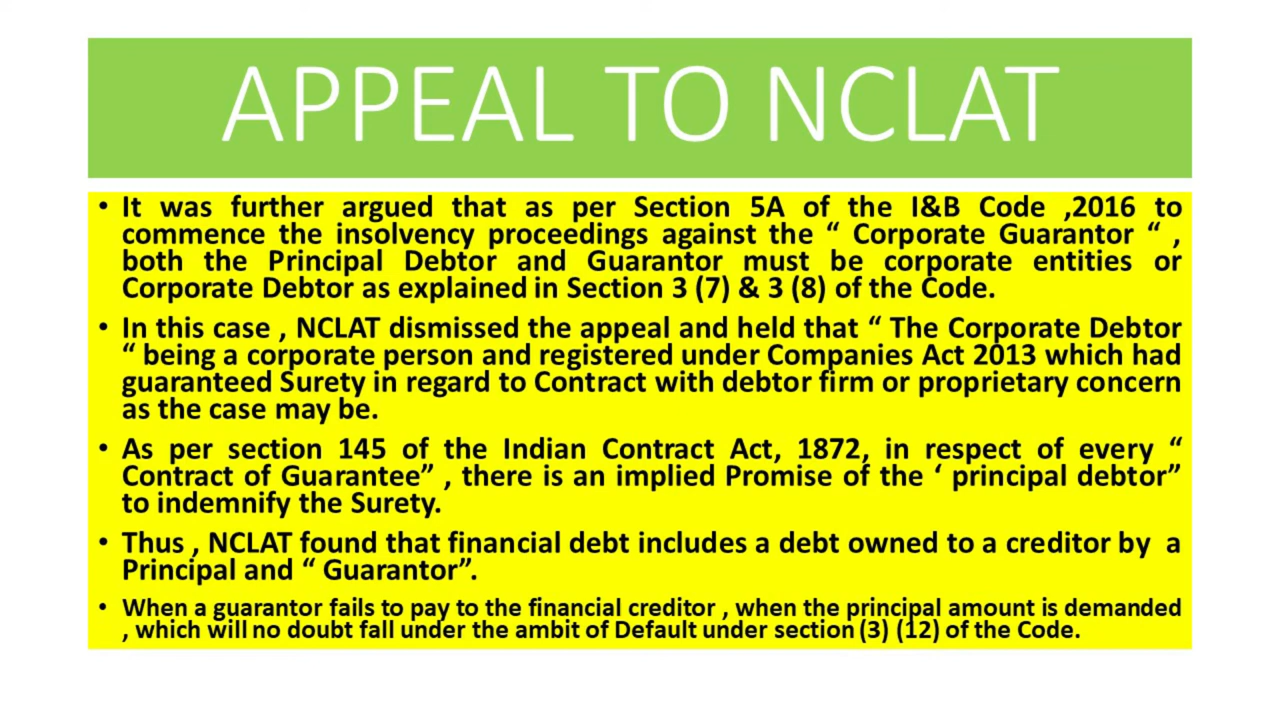 APPEAL TO NCLAT
• It was further argued that as per Section 5A of the I&B Code ,2016 to
commence the insolvency proceedings against the “ Corporate Guarantor “ ,
both the Principal Debtor and Guarantor must be corporate entities or
Corporate Debtor as explained in Section 3 (7) & 3 (8) of the Code.
• In this case , NCLAT dismissed the appeal and held that “ The Corporate Debtor
“ being a corporate person and registered under Companies Act 2013 which had
guaranteed Surety in regard to Contract with debtor firm or proprietary concern
as the case may be.
• As per section 145 of the Indian Contract Act, 1872, in respect of every “
Contract of Guarantee” , there is an implied Promise of the ‘ principal debtor”
to indemnify the Surety.
• Thus , NCLAT found that financial debt includes a debt owned to a creditor by a
Principal and “ Guarantor”.
• When a guarantor fails to pay to the financial creditor , when the principal amount is demanded
, which will no doubt fall under the ambit of Default under section (3) (12) of the Code.